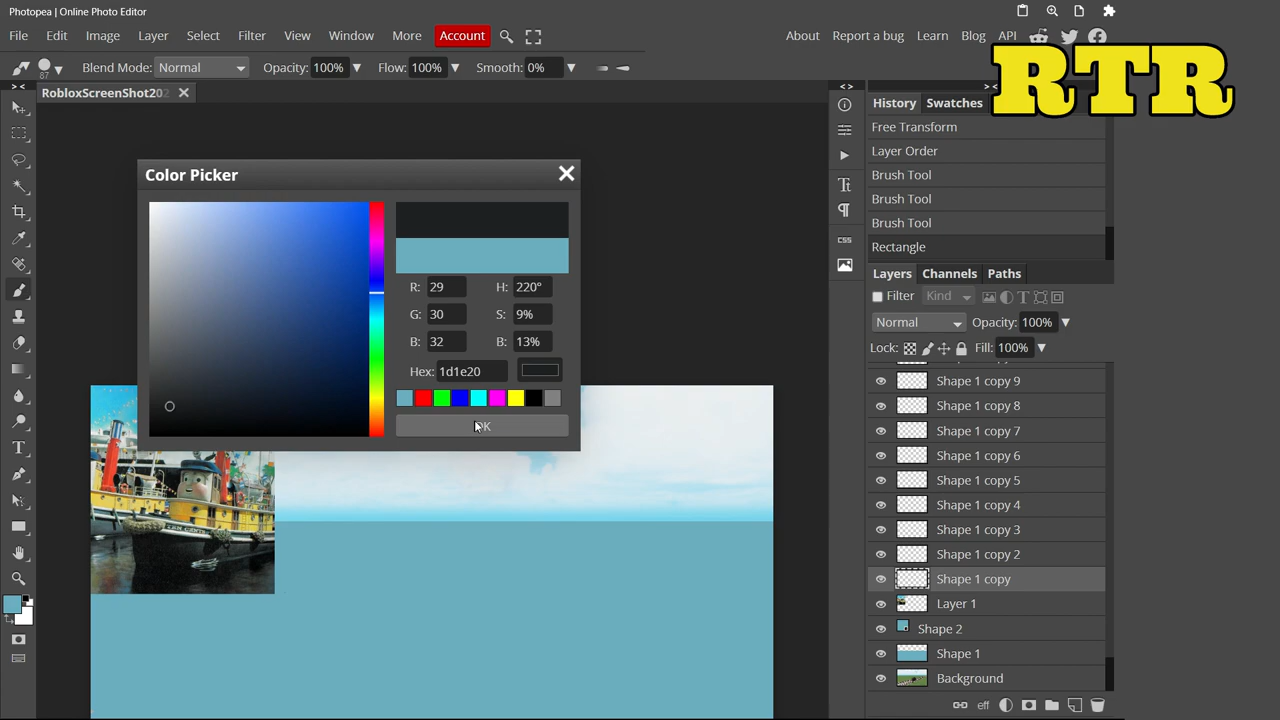 Photopea | Online Photo Editor
File Edit Image Layer Select Filter View Window More Account About Report a bug Learn Blog API
87 Blend Mode: Normal Opacity: 100% Flow: 100% Smooth: 0%
RTR
RobloxScreenShot202
History Swatches
Free Transform
Layer Order
Brush Tool
Brush Tool
Brush Tool
Rectangle
Color Picker
R: 29 H: 220°
G: 30 S: 9%
B: 32 B: 13%
Hex: 1d1e20
OK
CSS
Layers Channels Paths
Filter Kind
Normal Opacity: 100%
Lock: Fill: 100%
Shape 1 copy 9
Shape 1 copy 8
Shape 1 copy 7
Shape 1 copy 6
Shape 1 copy 5
Shape 1 copy 4
Shape 1 copy 3
Shape 1 copy 2
Shape 1 copy
Layer 1
Shape 2
Shape 1
Background
eff